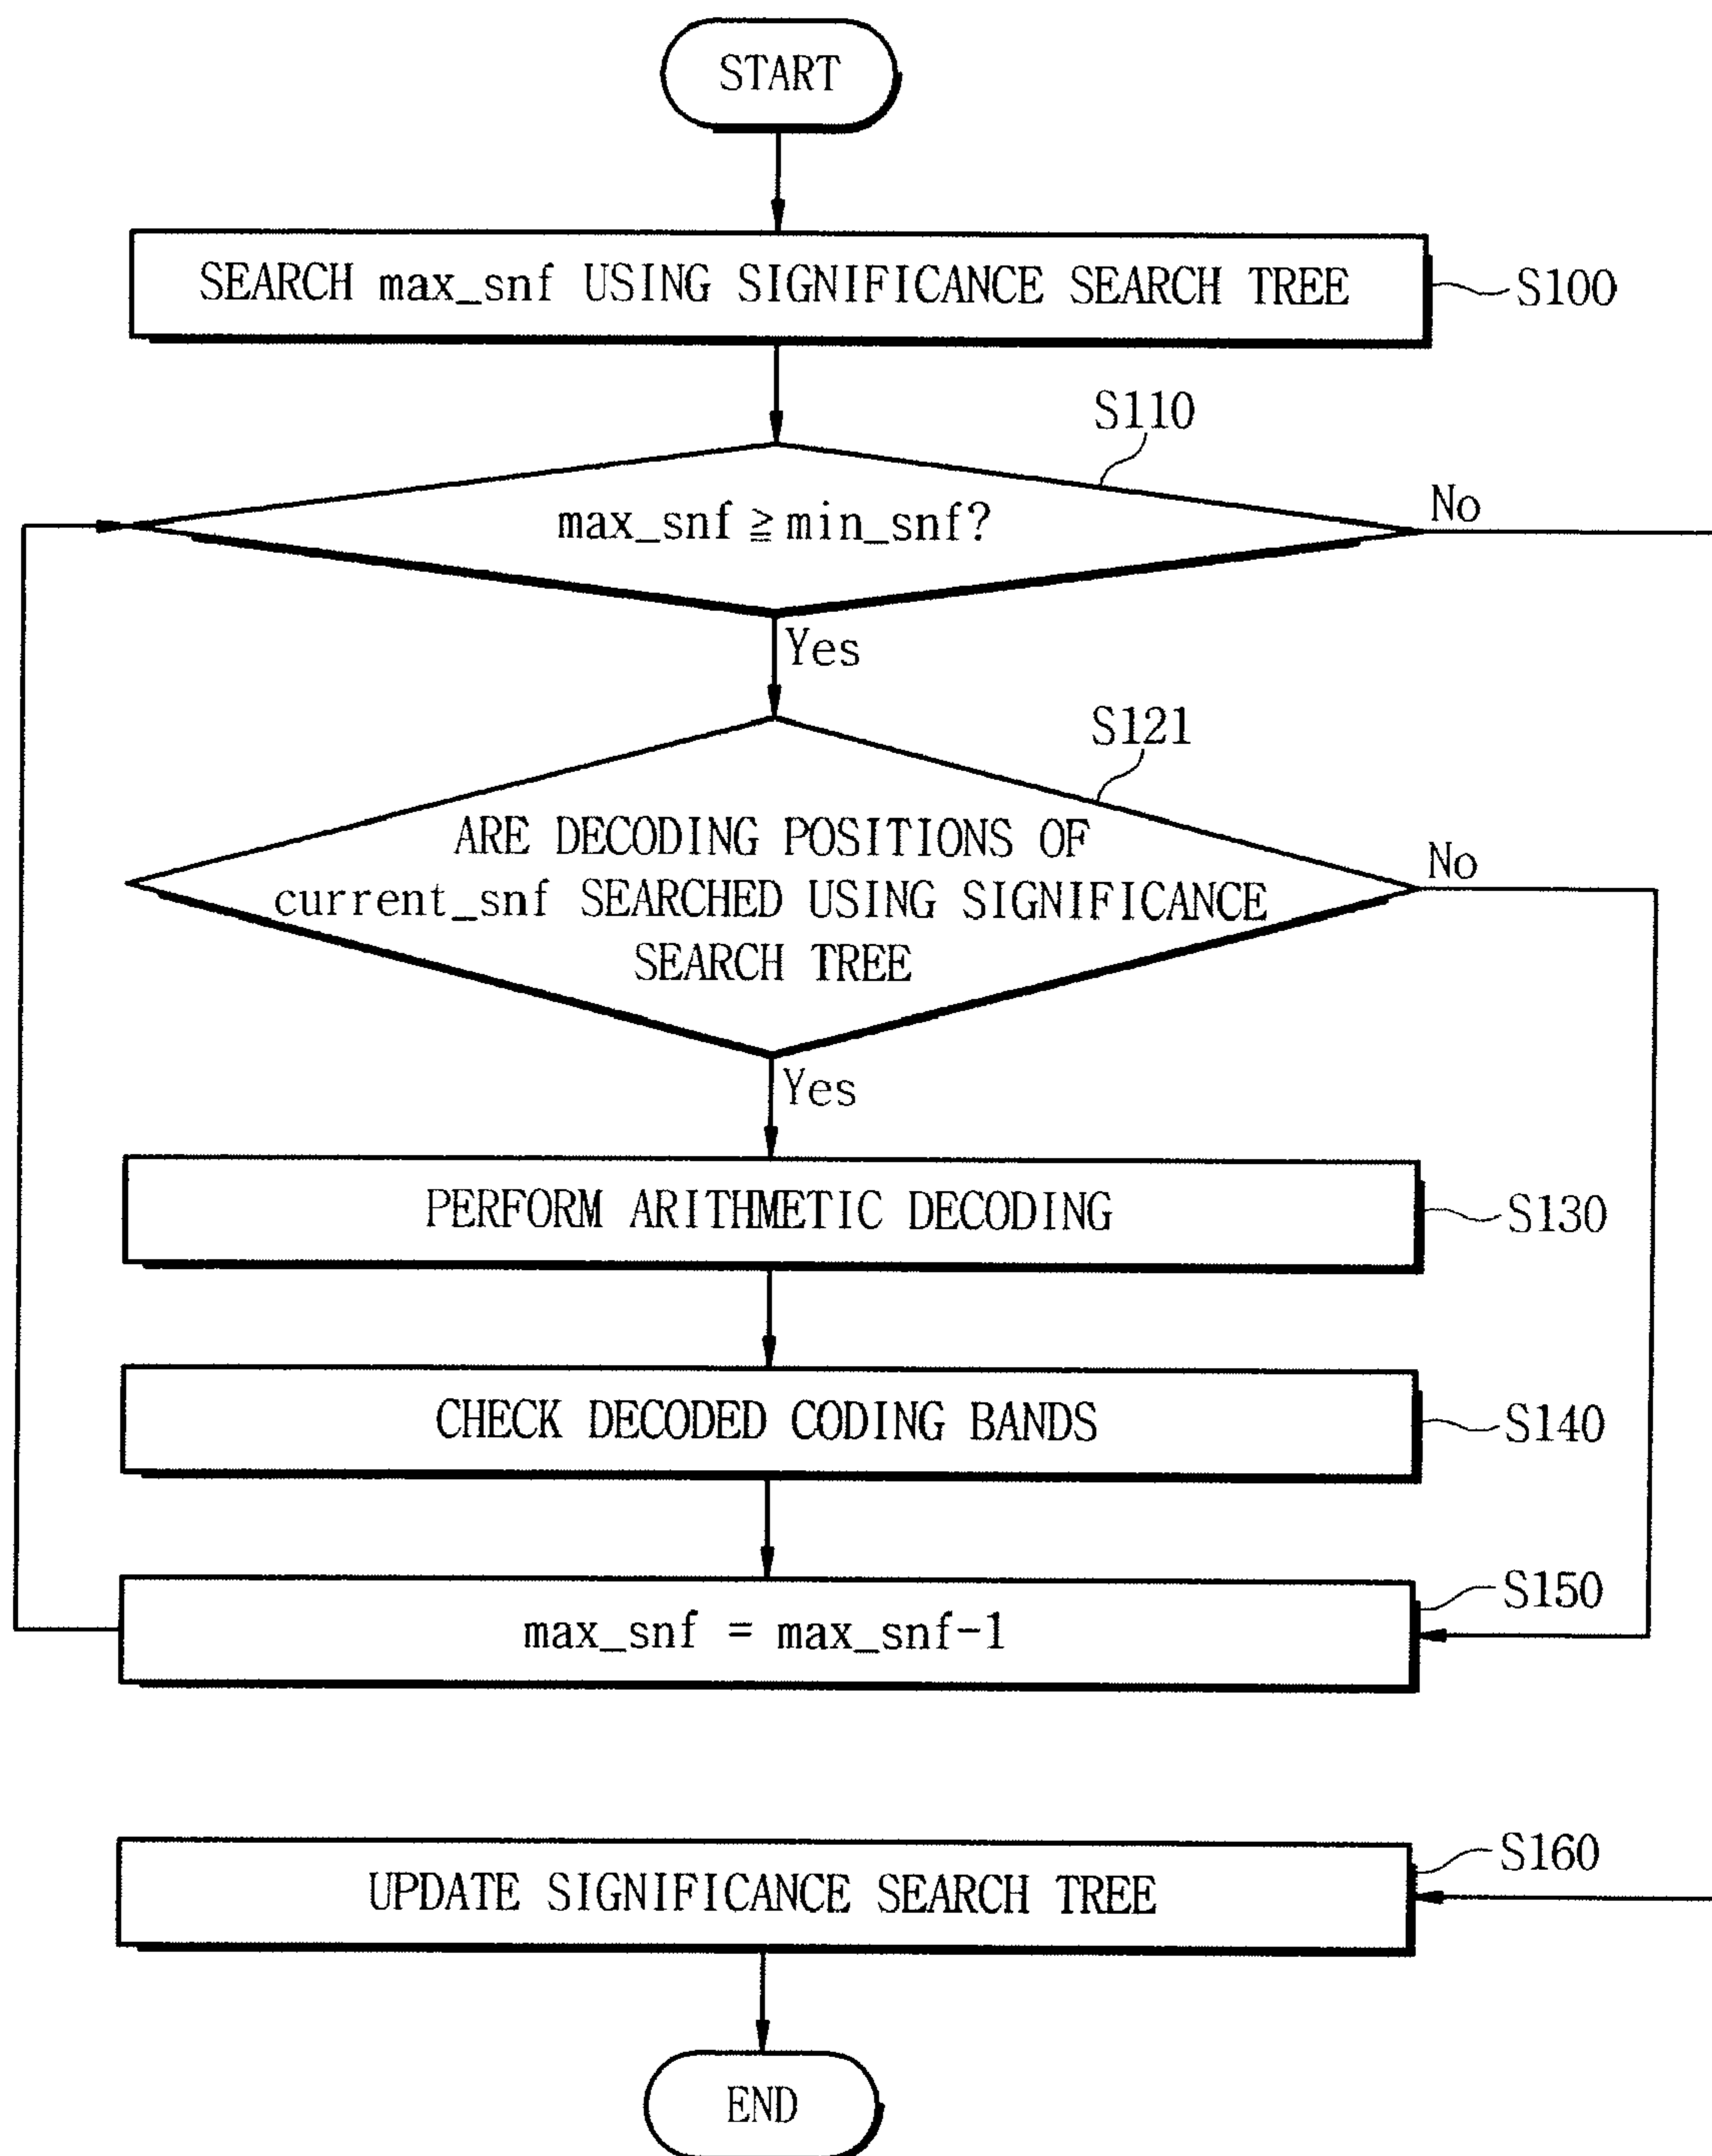 START
SEARCH max_snf USING SIGNIFICANCE SEARCH TREE
S100
S110
max_snf ≧ min_snf?
No
Yes
S121
ARE DECODING POSITIONS OF
current_snf SEARCHED USING SIGNIFICANCE
SEARCH TREE
No
Yes
PERFORM ARITHMETIC DECODING
S130
CHECK DECODED CODING BANDS
S140
max_snf = max_snf-1
S150
UPDATE SIGNIFICANCE SEARCH TREE
S160
END